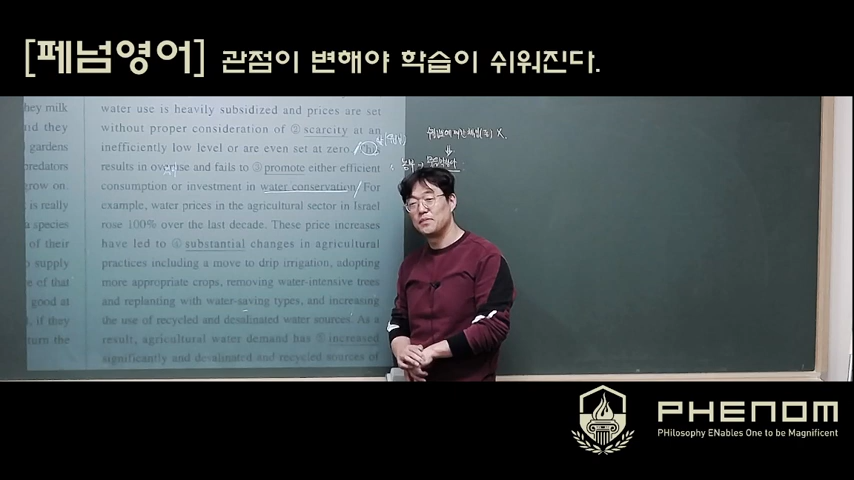 [페넘영어] 관점이 변해야 학습이 쉬워진다.
hey milk
id they
gardens
redators
grow on.
is really
a species
of their
o supply
e of that
good at
, if they
turn the
water use is heavily subsidized and prices are set
without proper consideration of ② scarcity at an
inefficiently low level or are even set at zero. This
results in overuse and fails to ③ promote either efficient
consumption or investment in water conservation. For
example, water prices in the agricultural sector in Israel
rose 100% over the last decade. These price increases
have led to ④ substantial changes in agricultural
practices including a move to drip irrigation, adopting
more appropriate crops, removing water-intensive trees
and replanting with water-saving types, and increasing
the use of recycled and desalinated water sources. As a
result, agricultural water demand has ⑤ increased
significantly and desalinated and recycled sources of
X.
PHENOM
PHilosophy ENables One to be Magnificent